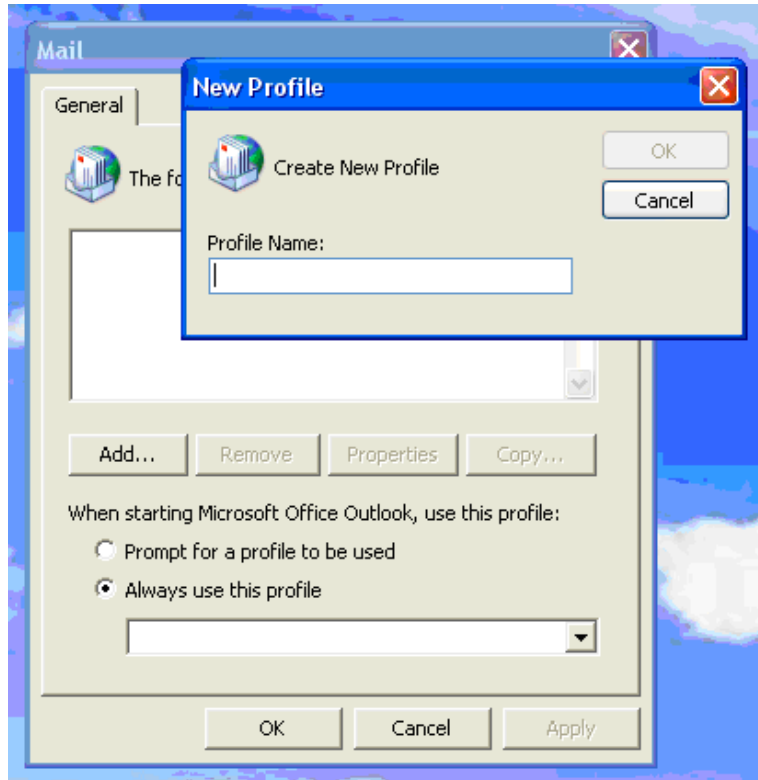 Mail
New Profile
General
Create New Profile
OK
Cancel
The fo
Profile Name:
Add...
Remove
Properties
Copy...
When starting Microsoft Office Outlook, use this profile:
Prompt for a profile to be used
Always use this profile
OK
Cancel
Apply